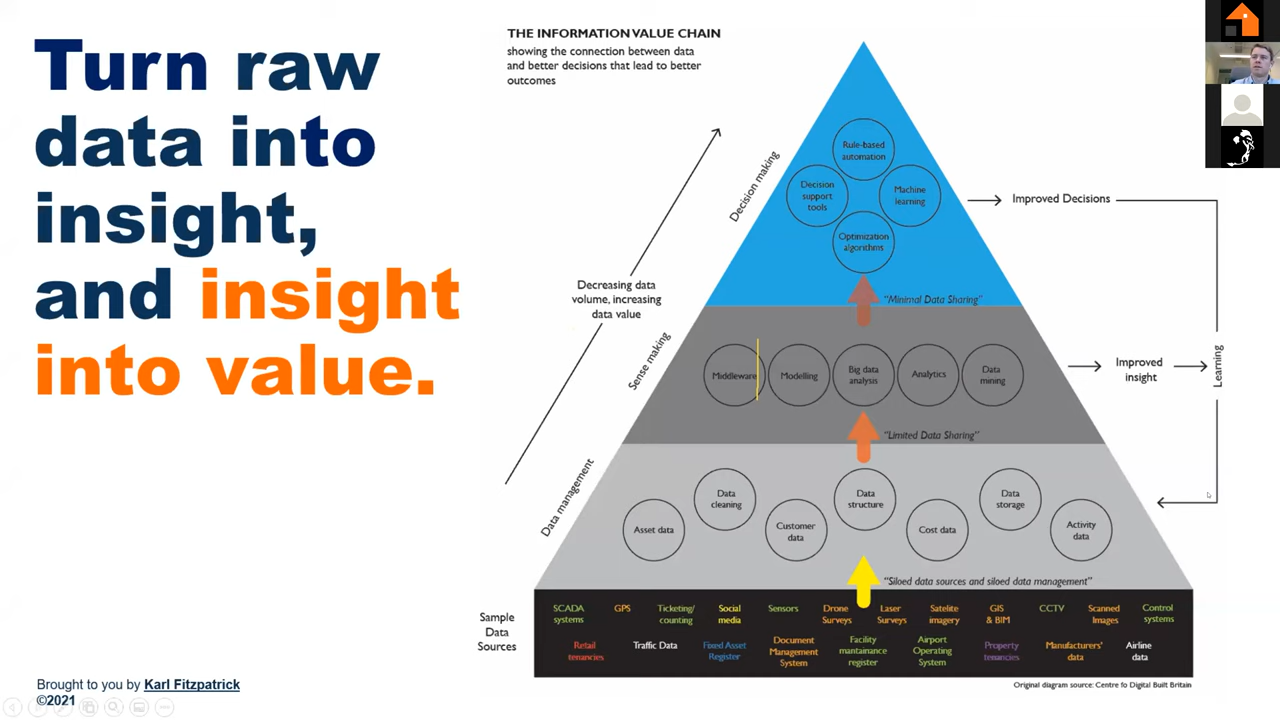 Turn raw
data into
insight,
and insight
into value.
Brought to you by Karl Fitzpatrick
©2021
THE INFORMATION VALUE CHAIN
showing the connection between data
and better decisions that lead to better
outcomes
Decreasing data
volume, increasing
data value
Decision making
Sense making
Data management
Rule-based
automation
Decision
support
tools
Machine
learning
Optimization
algorithms
"Minimal Data Sharing"
Improved Decisions
Middleware
Modelling
Big data
analysis
Analytics
Data
mining
Improved
insight
Learning
"Limited Data Sharing"
Asset data
Data
cleaning
Customer
data
Data
structure
Cost data
Data
storage
Activity
data
"Siloed data sources and siloed data management"
Sample
Data
Sources
SCADA
systems
GPS
Ticketing/
counting
Social
media
Sensors
Drone
Surveys
Laser
Surveys
Satelite
imagery
GIS
& BIM
CCTV
Scanned
Images
Control
systems
Retail
tenancies
Traffic Data
Fixed Asset
Register
Document
Management
System
Facility
mantainance
register
Airport
Operating
System
Property
tenancies
Manufacturers'
data
Airline
data
Original diagram source: Centre fo Digital Built Britain